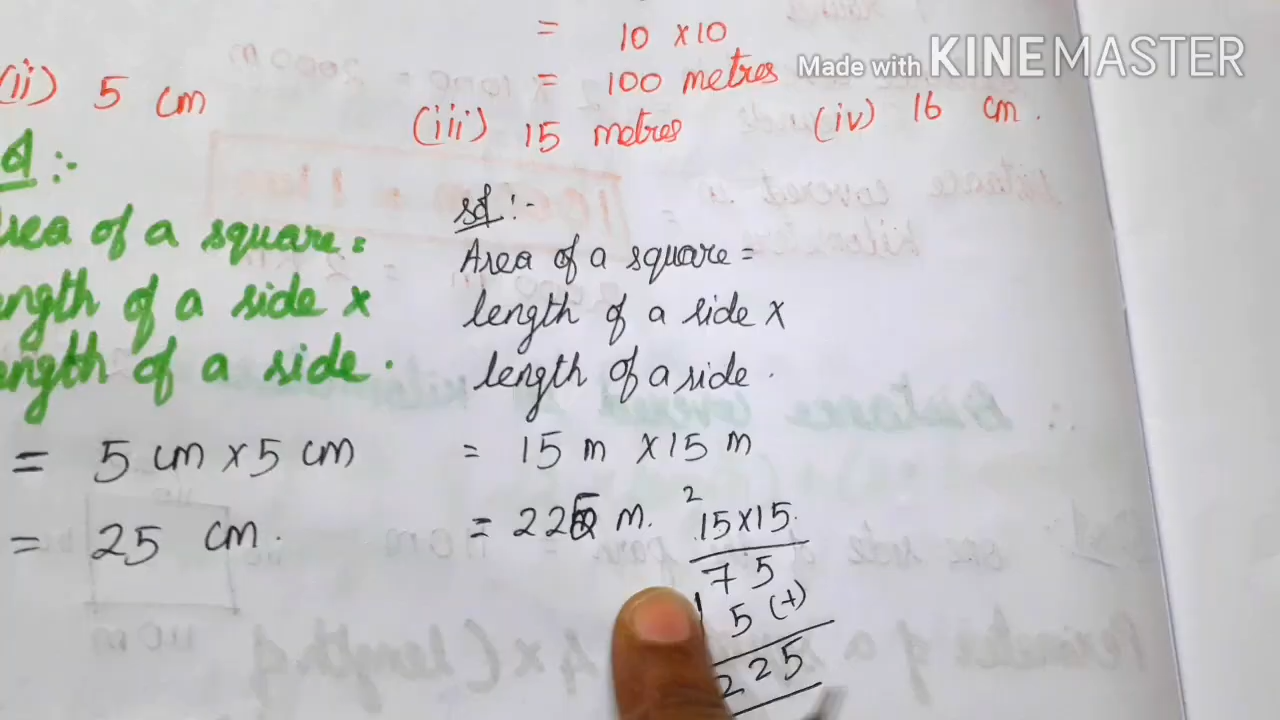 = 10 x 10
= 100 metres
Made with KINEMASTER
(ii) 5 cm
(iii) 15 metres
(iv) 16 cm.
Area of a square =
length of a side x
length of a side.
= 5 cm x 5 cm
= 25 cm.
Sol :-
Area of a square =
length of a side x
length of a side.
= 15 m x 15 m
= 225 m.
2
15x15
75
15 (+)
225